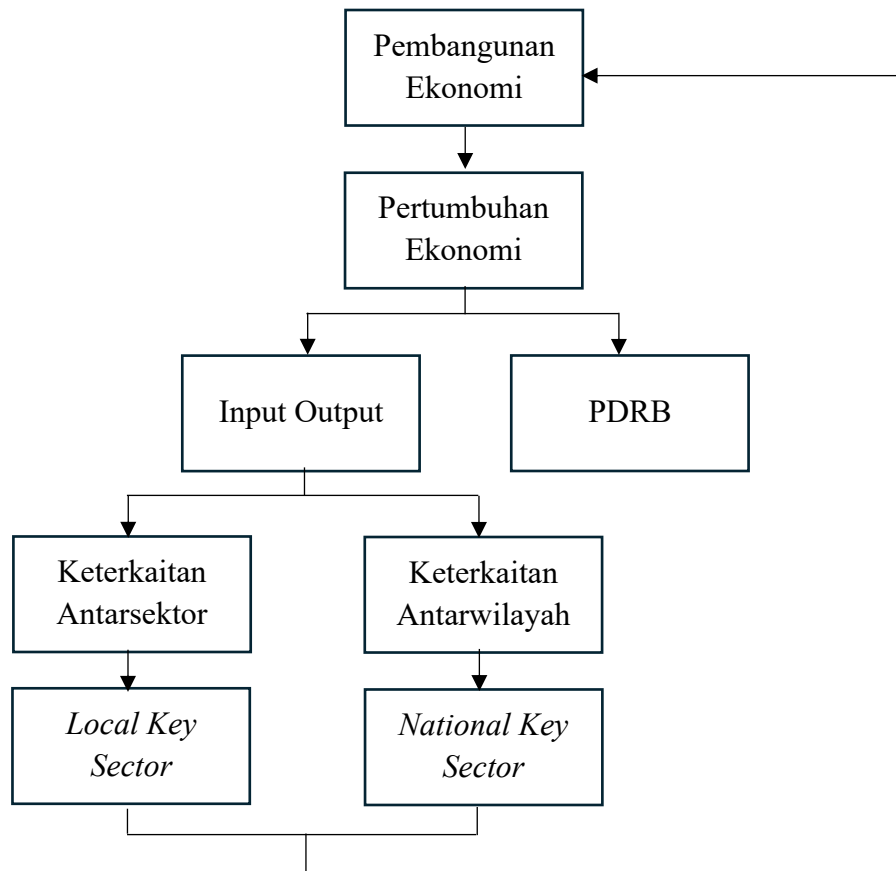 Pembangunan
Ekonomi
Pertumbuhan
Ekonomi
Input Output
PDRB
Keterkaitan
Antarsektor
Keterkaitan
Antarwilayah
Local Key
Sector
National Key
Sector